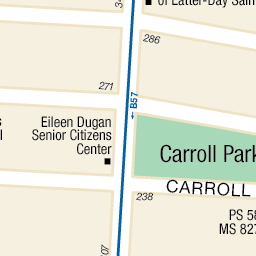 of Latter-Day Sain
286
271
B57
Eileen Dugan
Senior Citizens
Center
Carroll Park
CARROLL
238
PS 58
MS 827